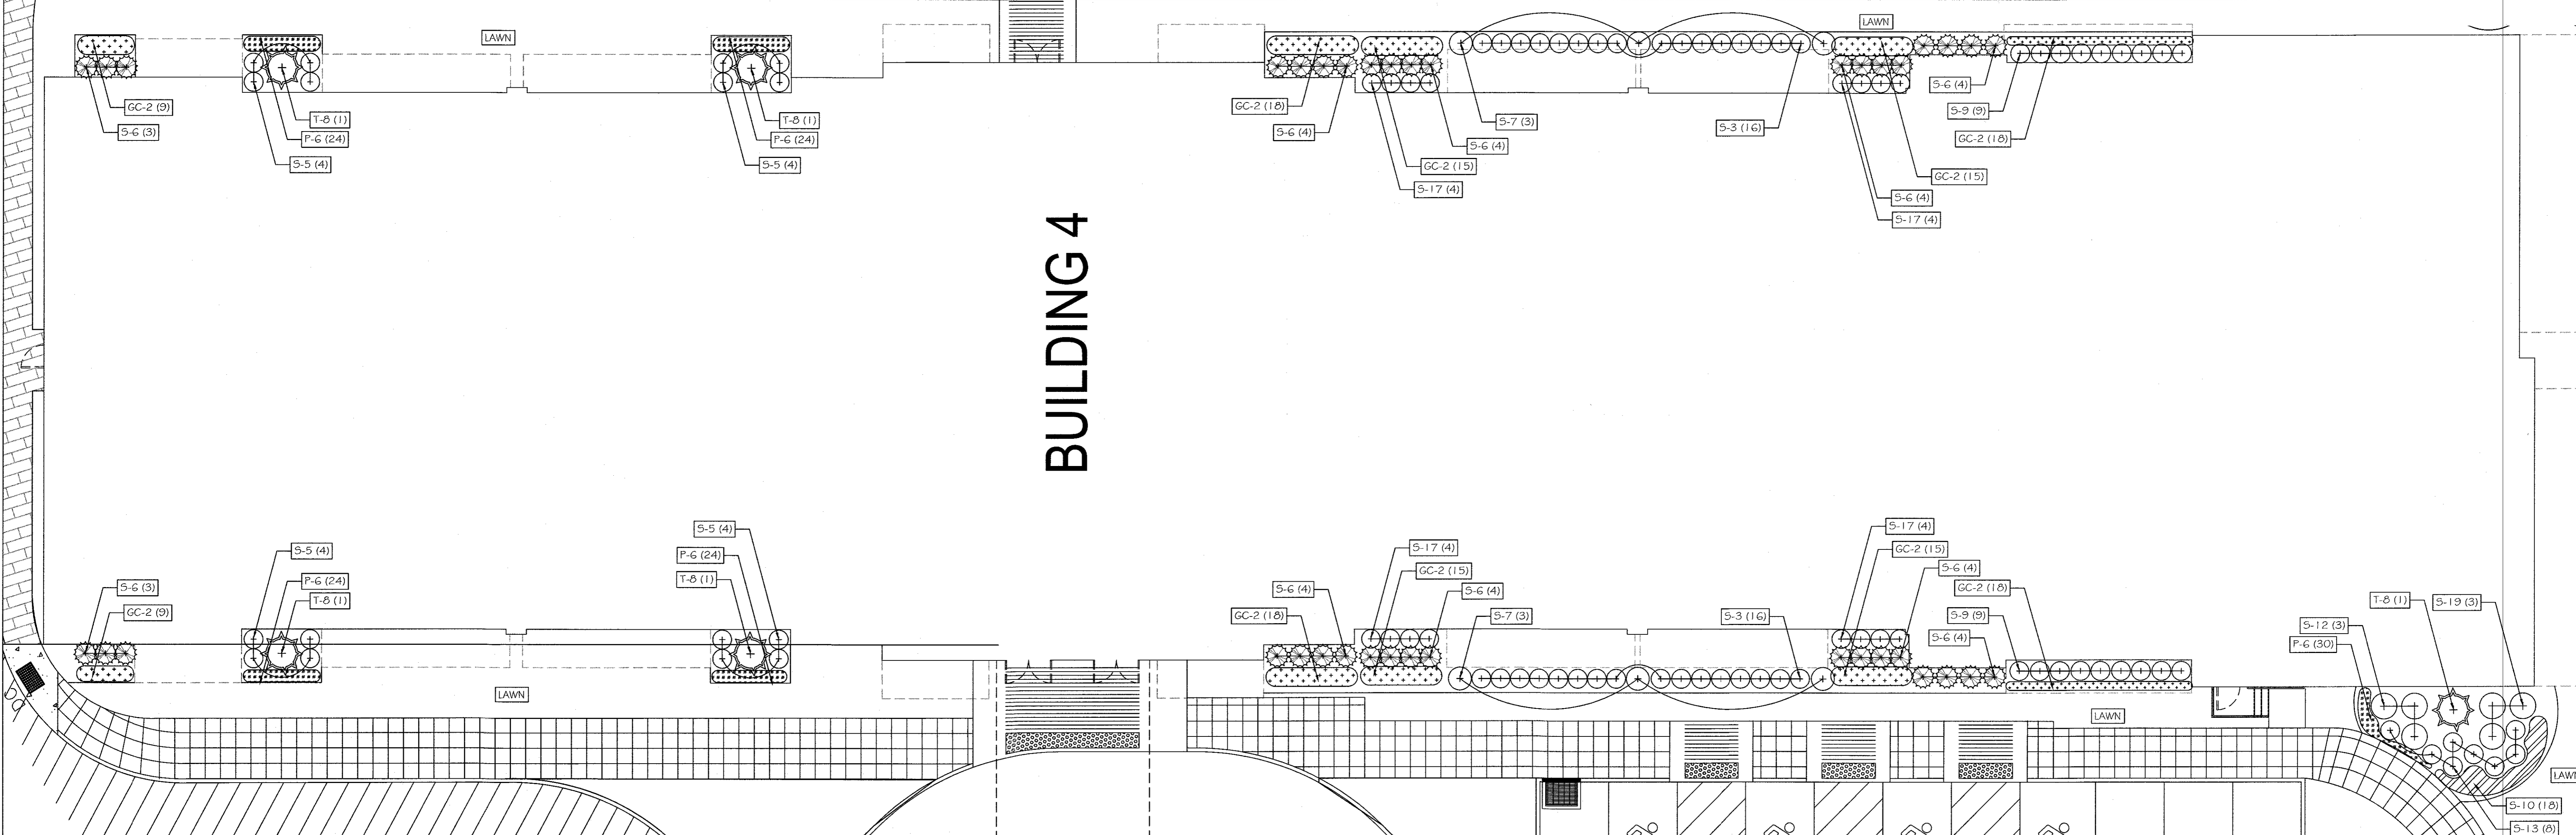 LAWN
LAWN
GC-2 (9)
S-6 (3)
T-8 (1)
P-6 (24)
S-5 (4)
T-8 (1)
P-6 (24)
S-5 (4)
GC-2 (18)
S-6 (4)
S-7 (3)
S-6 (4)
GC-2 (15)
S-17 (4)
S-3 (16)
S-6 (4)
S-9 (9)
GC-2 (18)
GC-2 (15)
S-6 (4)
S-17 (4)
BUILDING 4
S-5 (4)
P-6 (24)
T-8 (1)
S-5 (4)
P-6 (24)
T-8 (1)
S-6 (3)
GC-2 (9)
LAWN
S-17 (4)
GC-2 (15)
S-6 (4)
S-6 (4)
GC-2 (18)
S-7 (3)
S-3 (16)
S-17 (4)
GC-2 (15)
S-6 (4)
GC-2 (18)
S-9 (9)
S-6 (4)
LAWN
T-8 (1)
S-19 (3)
S-12 (3)
P-6 (30)
LAWN
S-10 (18)
S-13 (8)